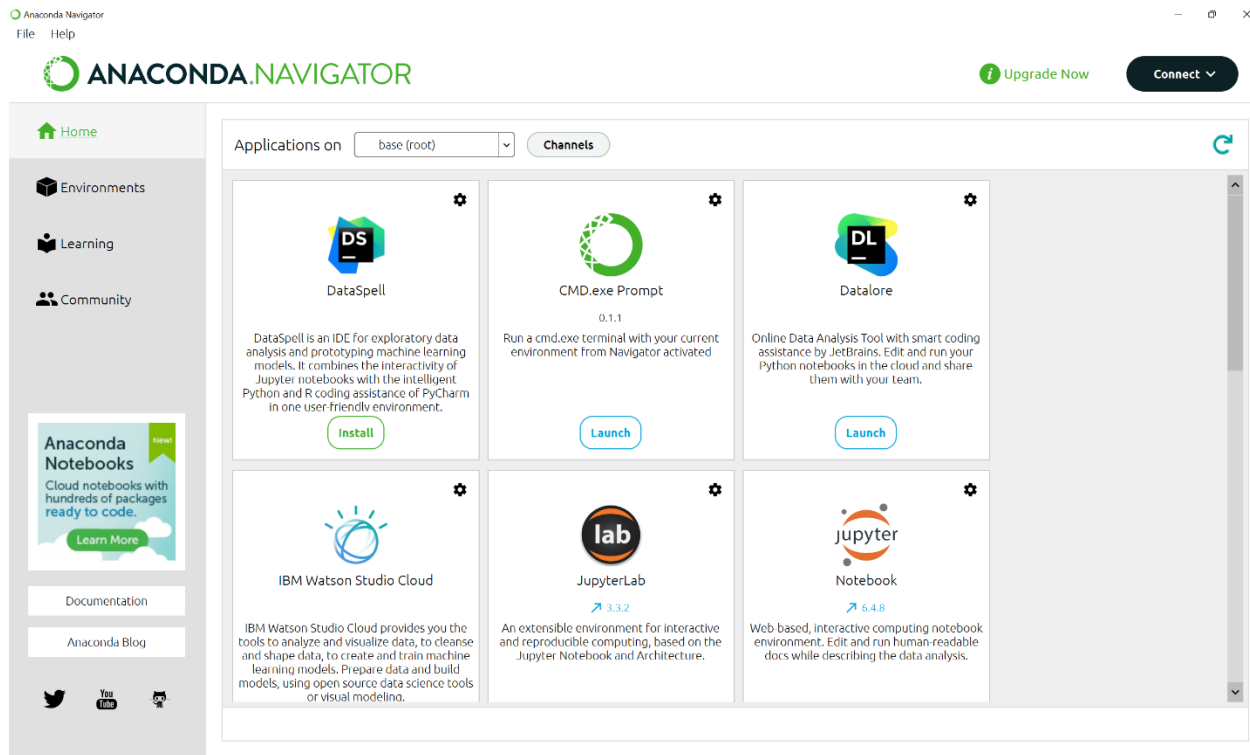 Anaconda Navigator
File Help
ANACONDA.NAVIGATOR
i Upgrade Now
Connect
Home
Environments
Learning
Community
Anaconda
Notebooks
New!
Cloud notebooks with
hundreds of packages
ready to code.
Learn More
Documentation
Anaconda Blog
You
Tube
Applications on base (root) Channels
DS
DataSpell
DataSpell is an IDE for exploratory data
analysis and prototyping machine learning
models. It combines the interactivity of
Jupyter notebooks with the intelligent
Python and R coding assistance of PyCharm
in one user-friendly environment.
Install
CMD.exe Prompt
0.1.1
Run a cmd.exe terminal with your current
environment from Navigator activated
Launch
DL
Datalore
Online Data Analysis Tool with smart coding
assistance by JetBrains. Edit and run your
Python notebooks in the cloud and share
them with your team.
Launch
IBM Watson Studio Cloud
IBM Watson Studio Cloud provides you the
tools to analyze and visualize data, to cleanse
and shape data, to create and train machine
learning models. Prepare data and build
models, using open source data science tools
or visual modeling.
lab
JupyterLab
3.3.2
An extensible environment for interactive
and reproducible computing, based on the
Jupyter Notebook and Architecture.
jupyter
Notebook
6.4.8
Web-based, interactive computing notebook
environment. Edit and run human-readable
docs while describing the data analysis.